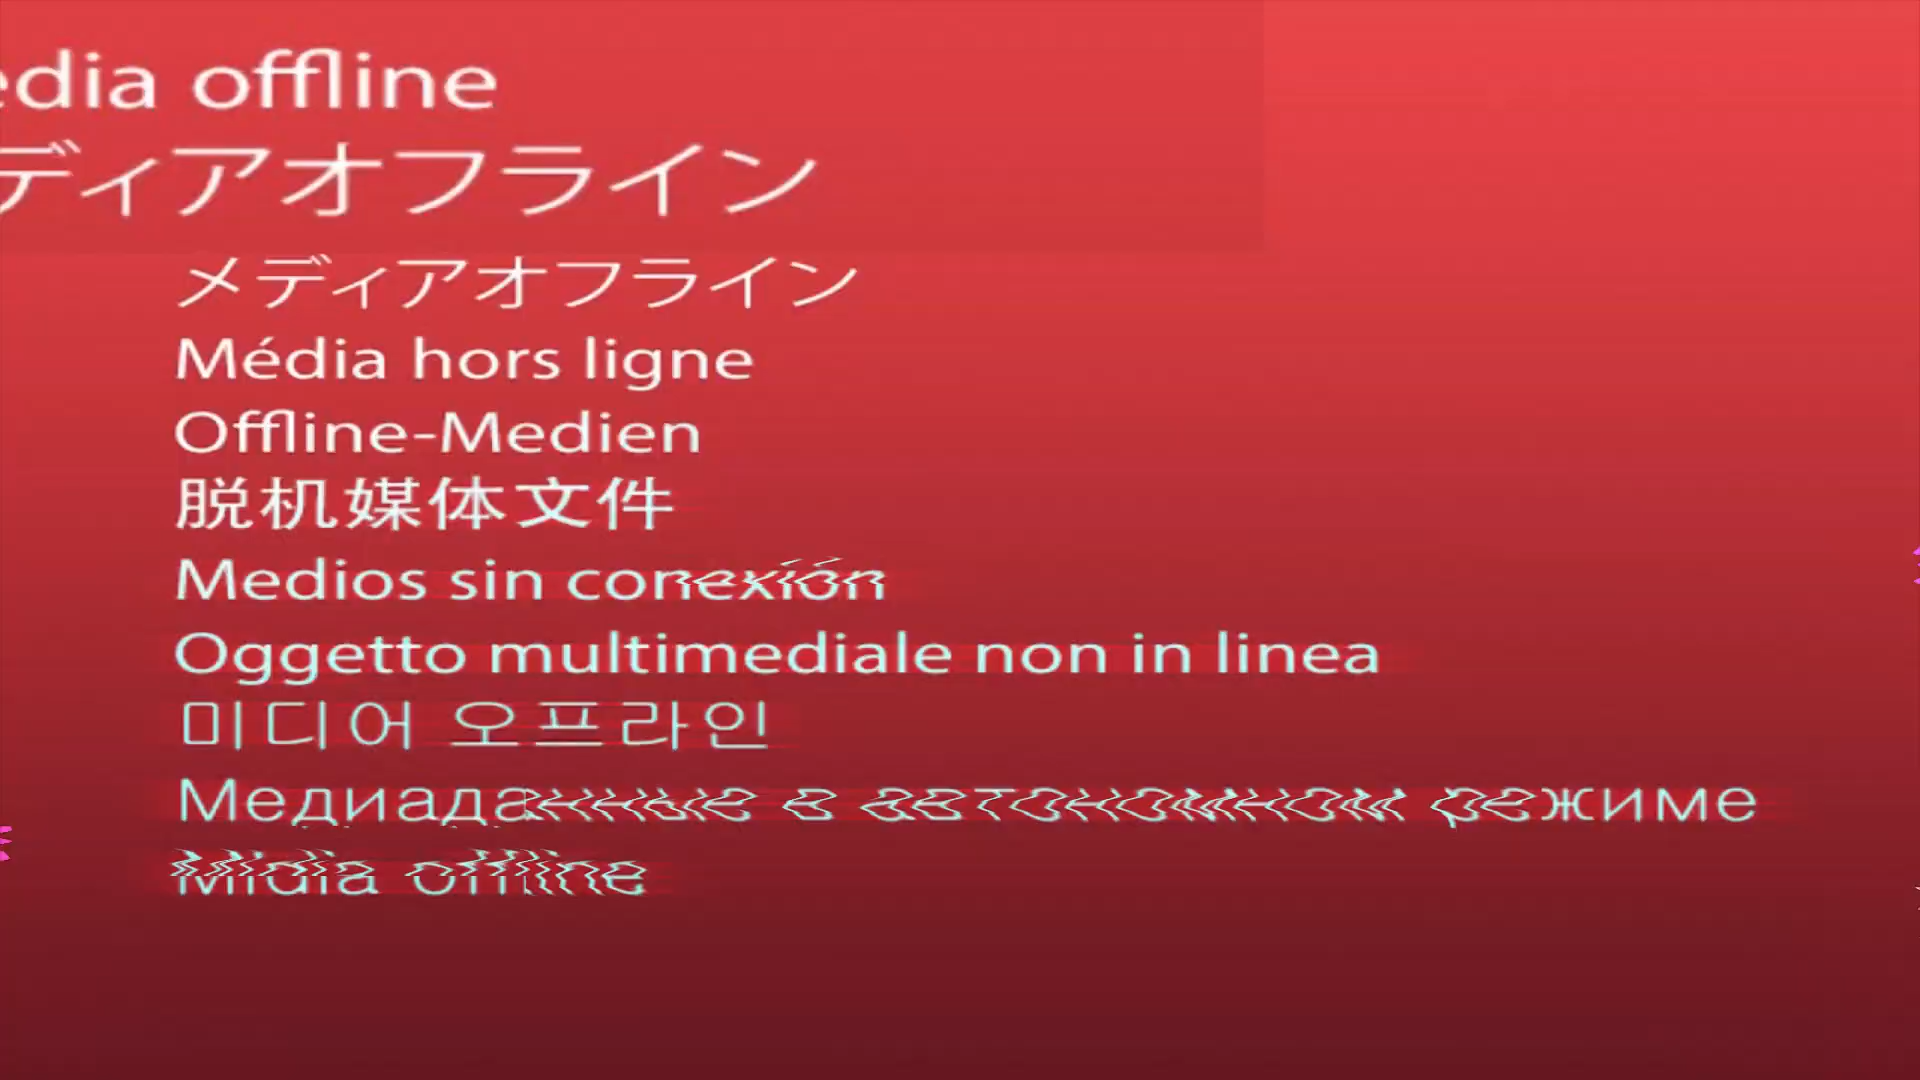 edia offline
ディアオフライン
メディアオフライン
Média hors ligne
Offline-Medien
脱机媒体文件
Medios sin conexión
Oggetto multimediale non in linea
미디어 오프라인
Медиаданные в автономном режиме
Mídia offline